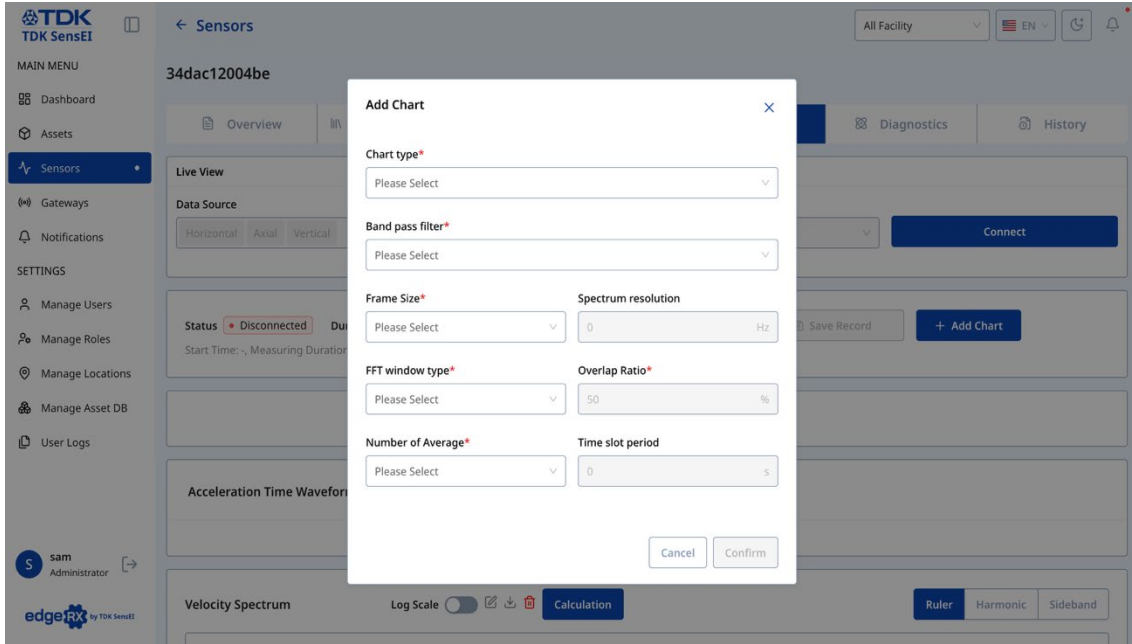 TDK
TDK SensEI
← Sensors
All Facility
EN
MAIN MENU
Dashboard
Assets
Sensors
Gateways
Notifications
SETTINGS
Manage Users
Manage Roles
Manage Locations
Manage Asset DB
User Logs
sam
S
Administrator
edgeRX by TDK SensEI
34dac12004be
Overview
Diagnostics
History
Live View
Data Source
Horizontal Axial Vertical
Connect
Status • Disconnected
Start Time: -, Measuring Duration
Save Record
+ Add Chart
Acceleration Time
Velocity Spectrum
Log Scale
Calculation
Ruler Harmonic Sideband
Add Chart
Chart type*
Please Select
Band pass filter*
Please Select
Frame Size* Spectrum resolution
Please Select 0 Hz
FFT window type* Overlap Ratio*
Please Select 50 %
Number of Average* Time slot period
Please Select 0 s
Cancel Confirm